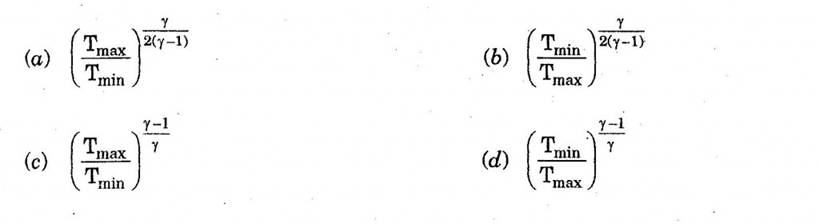 (a) (T_max / T_min)^(γ / 2(γ−1)) (b) (T_min / T_max)^(γ / 2(γ−1))
(c) (T_max / T_min)^(γ−1 / γ) (d) (T_min / T_max)^(γ−1 / γ)